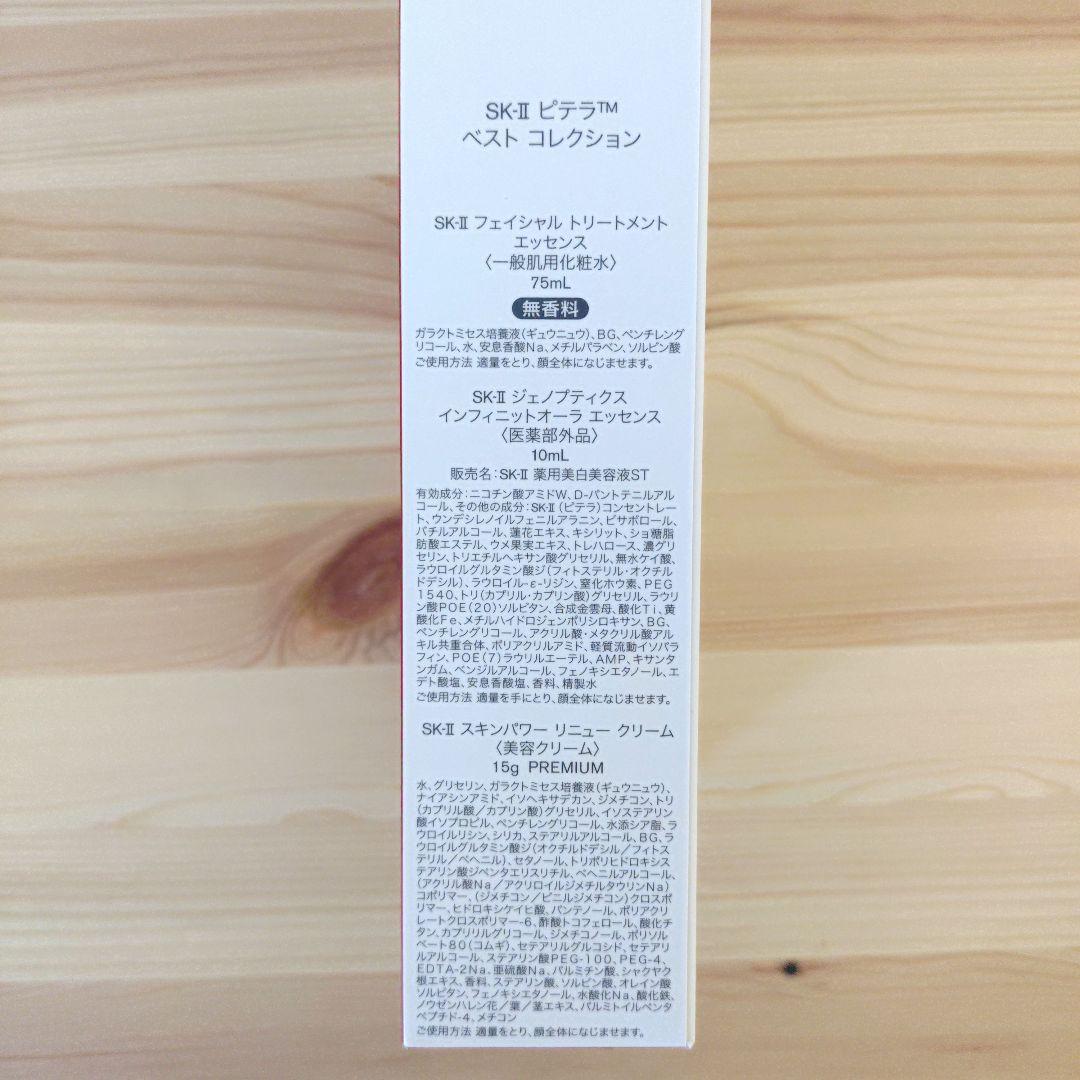 SK-Ⅱ ピテラ™
ベスト コレクション
SK-Ⅱ フェイシャル トリートメント
エッセンス
〈一般肌用化粧水〉
75mL
無香料
ガラクトミセス培養液(ギュウニュウ)、BG、ペンチレング
リコール、水、安息香酸Na、メチルパラベン、ソルビン酸
ご使用方法 適量をとり、顔全体になじませます。
SK-Ⅱ ジェノプティクス
インフィニットオーラ エッセンス
〈医薬部外品〉
10mL
販売名:SK-Ⅱ 薬用美白美容液ST
有効成分:ニコチン酸アミドW、D-パントテニルアル
コール、その他の成分:SK-Ⅱ(ピテラ)コンセントレー
ト、ウンデシレノイルフェニルアラニン、ビサボロール、
バチルアルコール、蓮花エキス、キシリット、ショ糖脂
肪酸エステル、ウメ果実エキス、トレハロース、濃グリ
セリン、トリエチルヘキサン酸グリセリル、無水ケイ酸、
ラウロイルグルタミン酸ジ(フィトステリル・オクチル
ドデシル)、ラウロイル-ε-リジン、窒化ホウ素、PEG
1540、トリ(カプリル・カプリン酸)グリセリル、ラウリ
ン酸POE(20)ソルビタン、合成金雲母、酸化Ti、黄
酸化Fe、メチルハイドロジェンポリシロキサン、BG、
ペンチレングリコール、アクリル酸・メタクリル酸アル
キル共重合体、ポリアクリルアミド、軽質流動イソパラ
フィン、POE(7)ラウリルエーテル、AMP、キサンタ
ンガム、ベンジルアルコール、フェノキシエタノール、エ
デト酸塩、安息香酸塩、香料、精製水
ご使用方法 適量を手にとり、顔全体になじませます。
SK-Ⅱ スキンパワー リニュー クリーム
〈美容クリーム〉
15g PREMIUM
水、グリセリン、ガラクトミセス培養液(ギュウニュウ)、
ナイアシンアミド、イソヘキサデカン、ジメチコン、トリ
(カプリル酸/カプリン酸)グリセリル、イソステアリン
酸イソプロピル、ペンチレングリコール、水添シア脂、ラ
ウロイルリシン、シリカ、ステアリルアルコール、BG、ラ
ウロイルグルタミン酸ジ(オクチルドデシル/フィトス
テリル/ベヘニル)、セタノール、トリポリヒドロキシス
テアリン酸ジペンタエリスリチル、ベヘニルアルコール、
(アクリル酸Na/アクリロイルジメチルタウリンNa)
コポリマー、(ジメチコン/ビニルジメチコン)クロスポ
リマー、ヒドロキシケイヒ酸、パンテノール、ポリアクリ
レートクロスポリマー-6、酢酸トコフェロール、酸化チ
タン、カプリリルグリコール、ジメチコノール、ポリソル
ベート80(コムギ)、セテアリルグルコシド、セテアリ
ルアルコール、ステアリン酸PEG-100、PEG-4、
EDTA-2Na、亜硫酸Na、パルミチン酸、シャクヤク
根エキス、香料、ステアリン酸、ソルビン酸、オレイン酸
ソルビタン、フェノキシエタノール、水酸化Na、酸化鉄、
ノウゼンハレン花/葉/茎エキス、パルミトイルペンタ
ペプチド-4、メチコン
ご使用方法 適量をとり、顔全体になじませます。